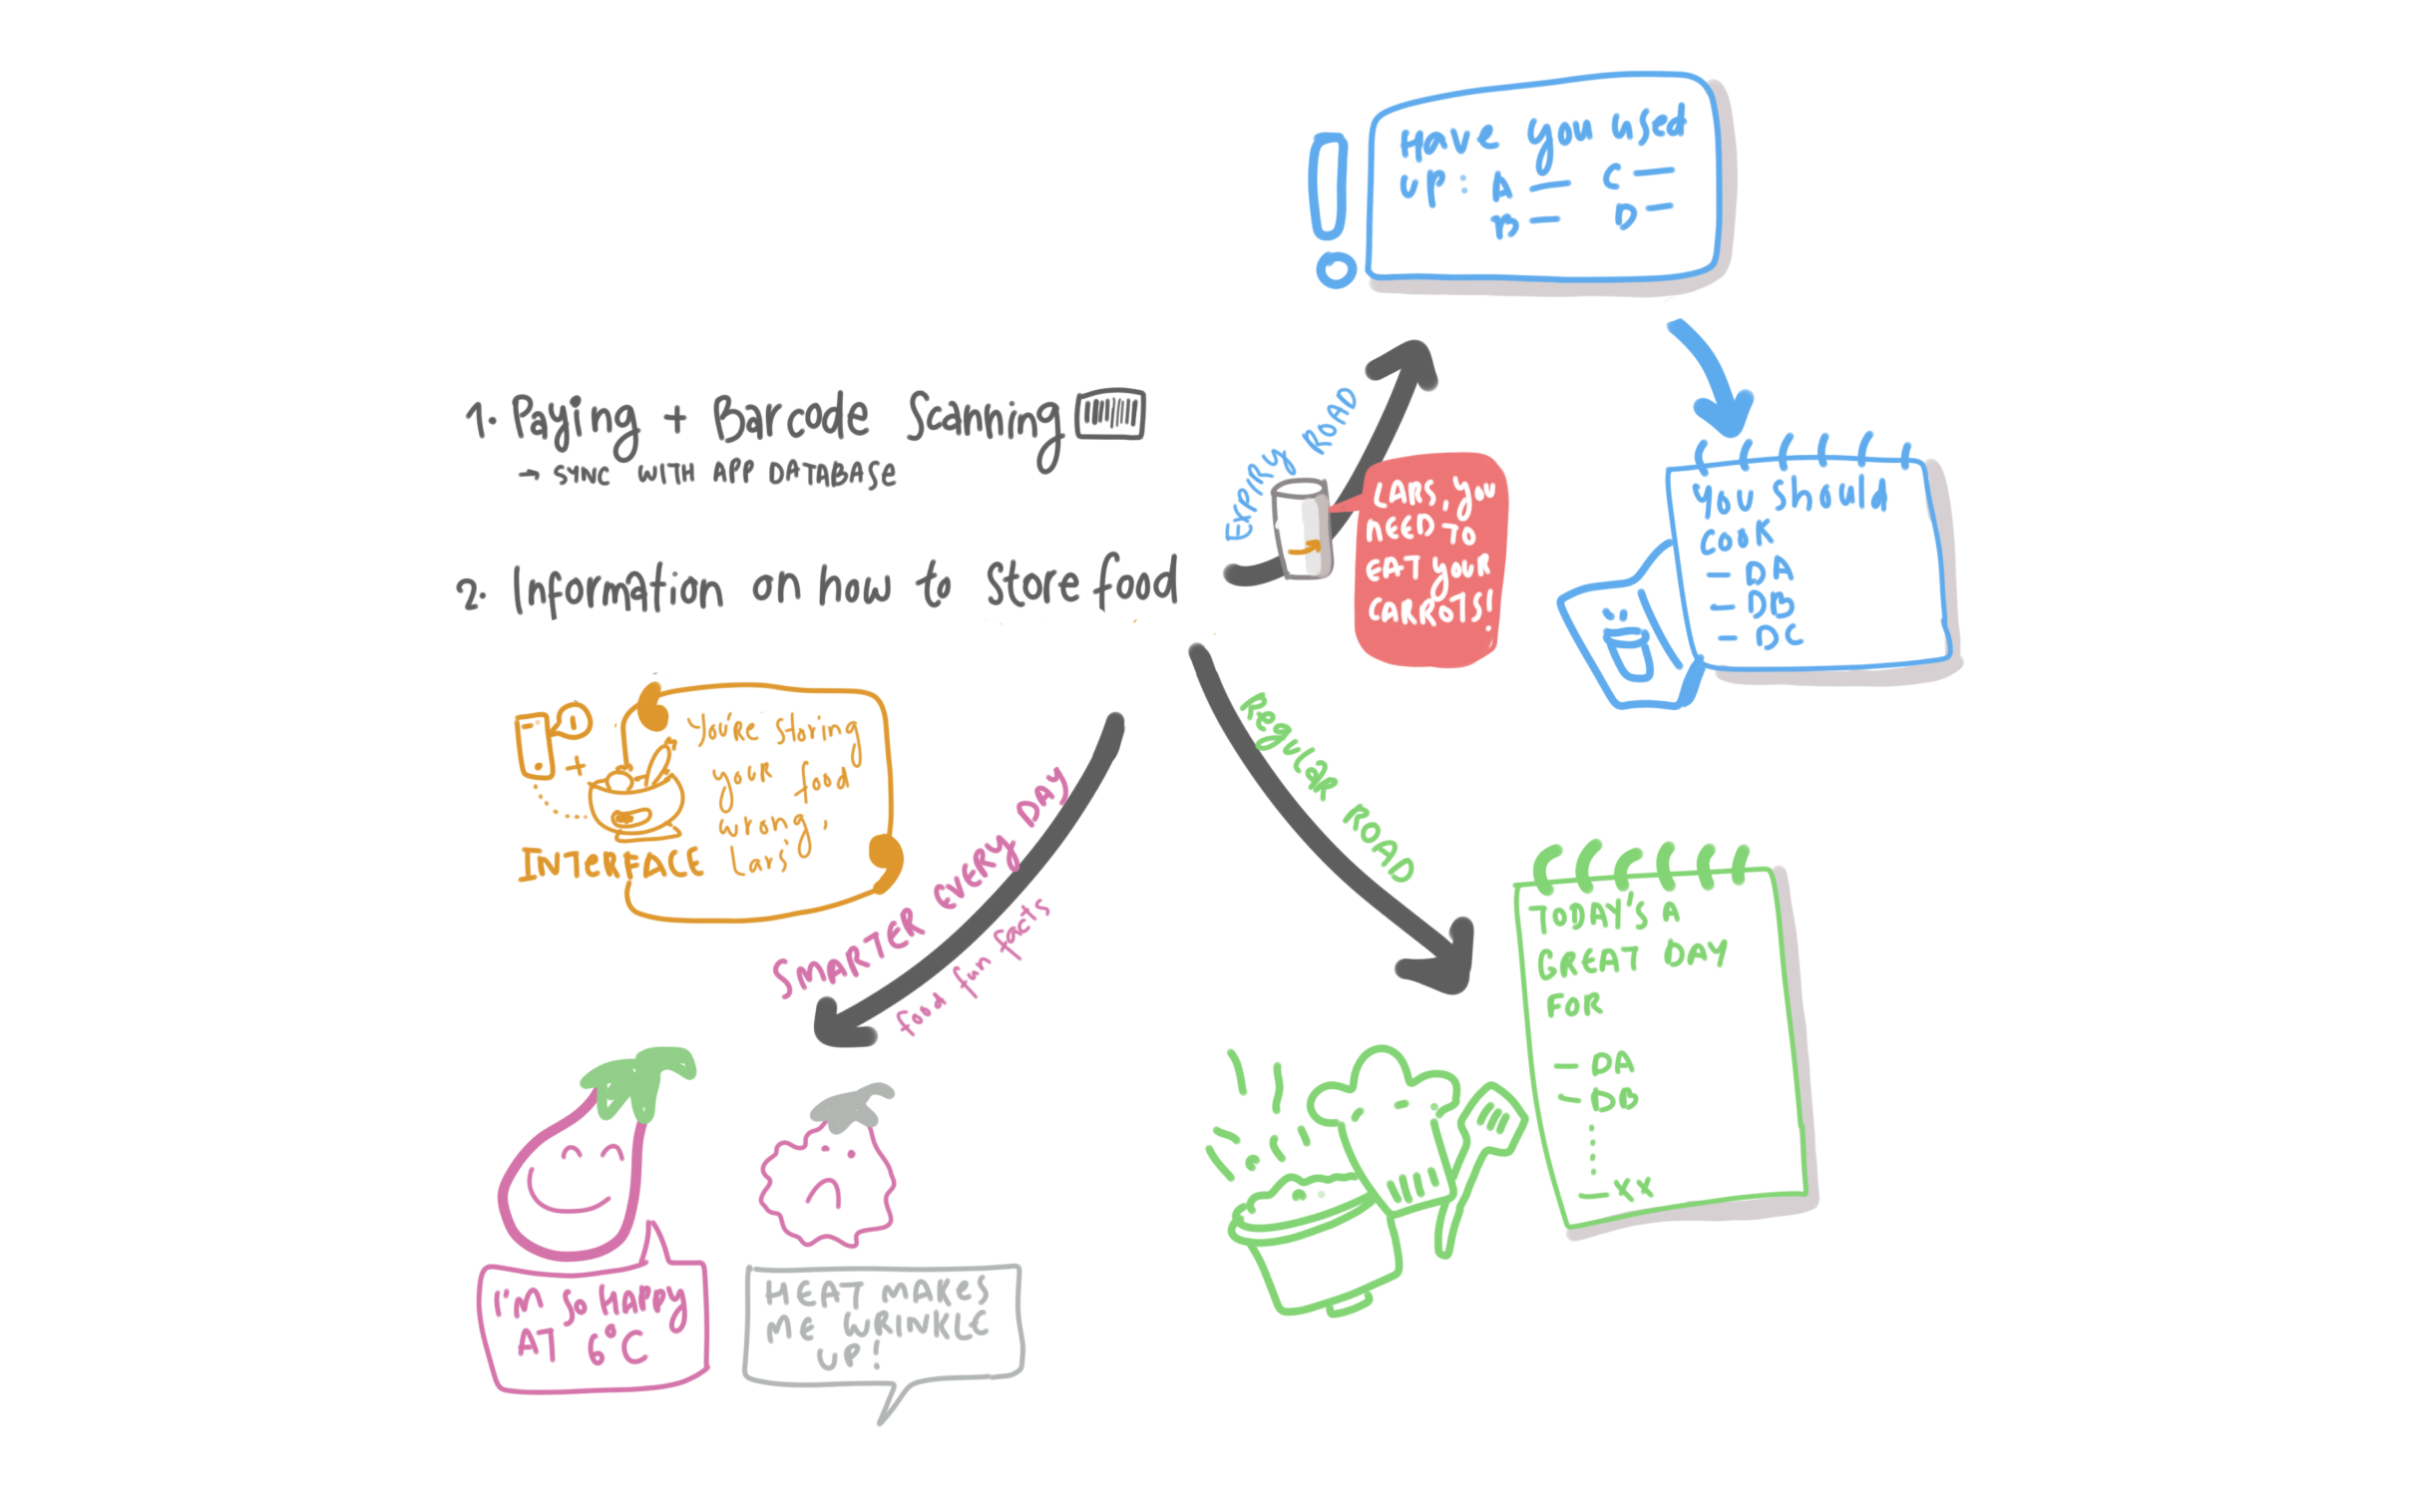 1. Paying + Barcode Scanning
→ SYNC WITH APP DATABASE
2. Information on how to store food
You're storing
your food
wrong,
Lars
INTERFACE
SMARTER EVERY DAY
food fun facts
I'M SO HAPPY
AT 6°C
HEAT MAKES
ME WRINKLE
UP!
EXPIRY ROAD
LARS, YOU
NEED TO
EAT YOUR
CARROTS!
Have you used
up: A — C —
B — D —
You should
cook
— DA
— DB
— DC
Regular ROAD
TODAY'S A
GREAT DAY
FOR
— DA
— DB
— XX